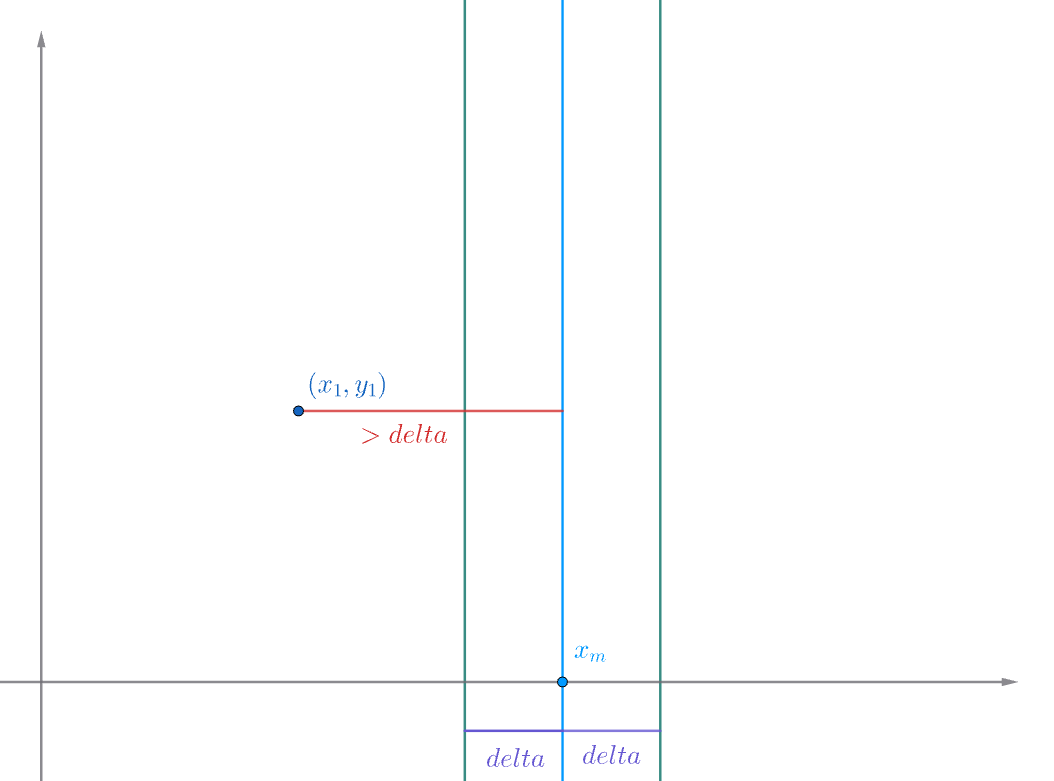 (x₁, y₁)
> delta
xₘ
delta
delta